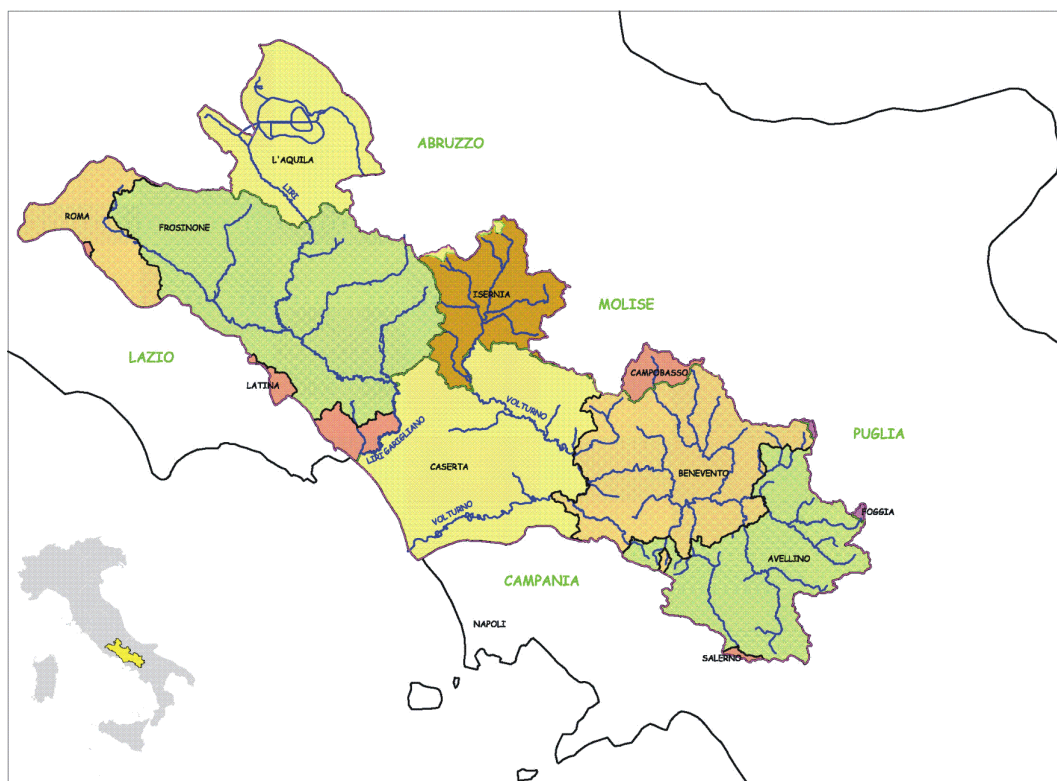 ABRUZZO
L'AQUILA
LIRI
ROMA
FROSINONE
ISERNIA
MOLISE
LAZIO
CAMPOBASSO
LATINA
VOLTURNO
LIRI GARIGLIANO
PUGLIA
CASERTA
BENEVENTO
VOLTURNO
FOGGIA
AVELLINO
CAMPANIA
NAPOLI
SALERNO